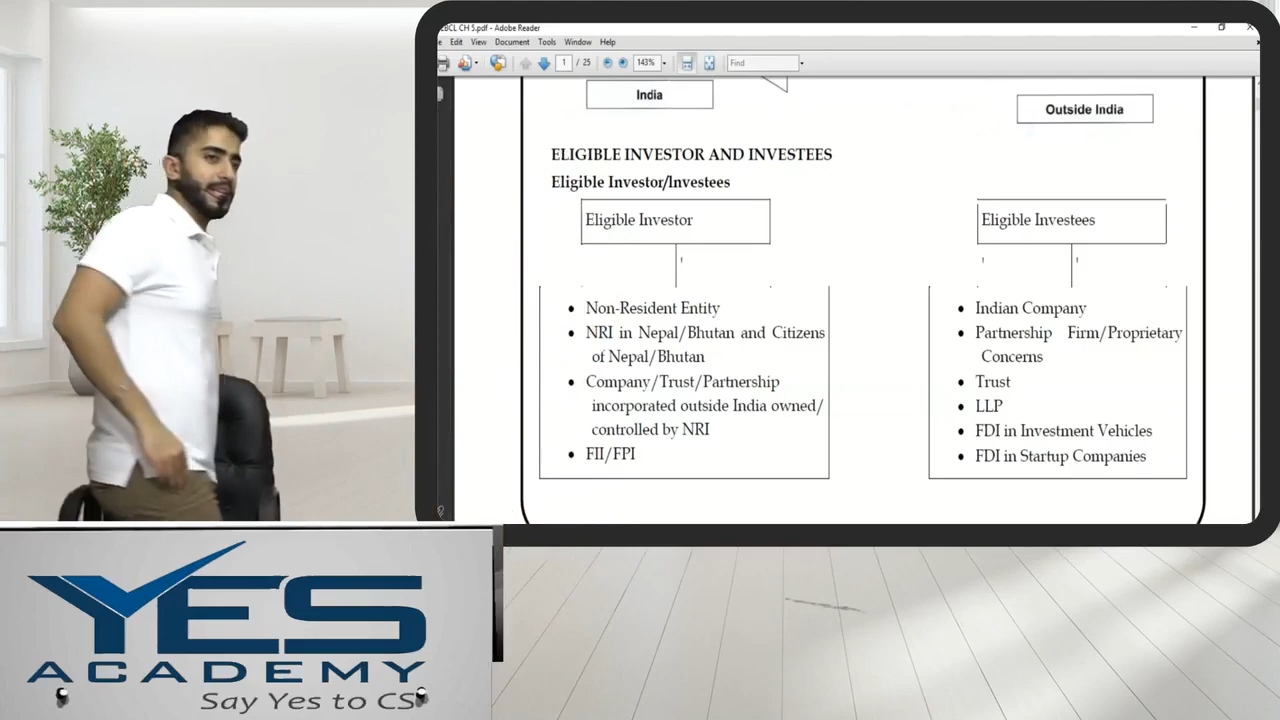 EBCL CH 5.pdf - Adobe Reader
Edit View Document Tools Window Help
1 / 25 143% Find
India
Outside India
ELIGIBLE INVESTOR AND INVESTEES
Eligible Investor/Investees
Eligible Investor
• Non-Resident Entity
• NRI in Nepal/Bhutan and Citizens
of Nepal/Bhutan
• Company/Trust/Partnership
incorporated outside India owned/
controlled by NRI
• FII/FPI
Eligible Investees
• Indian Company
• Partnership Firm/Proprietary
Concerns
• Trust
• LLP
• FDI in Investment Vehicles
• FDI in Startup Companies
YES
ACADEMY
Say Yes to CS